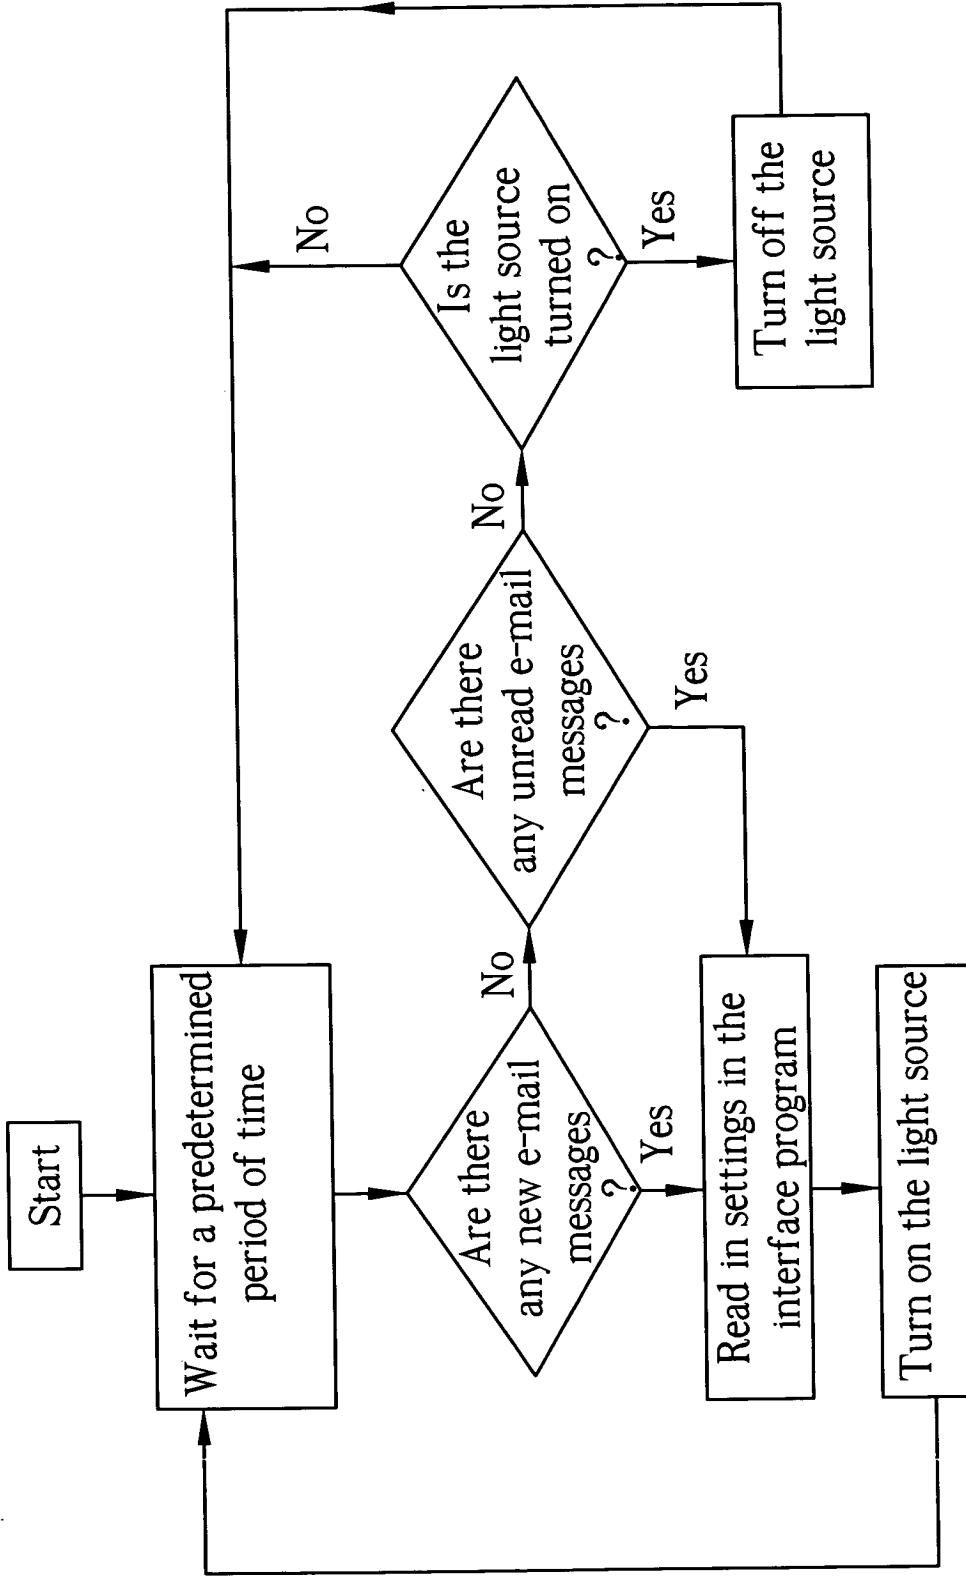 Start
Wait for a predetermined
period of time
Are there
any new e-mail
messages
?
No
Yes
Are there
any unread e-mail
messages
?
No
Yes
Is the
light source
turned on
?
No
Yes
Turn off the
light source
Read in settings in the
interface program
Turn on the light source